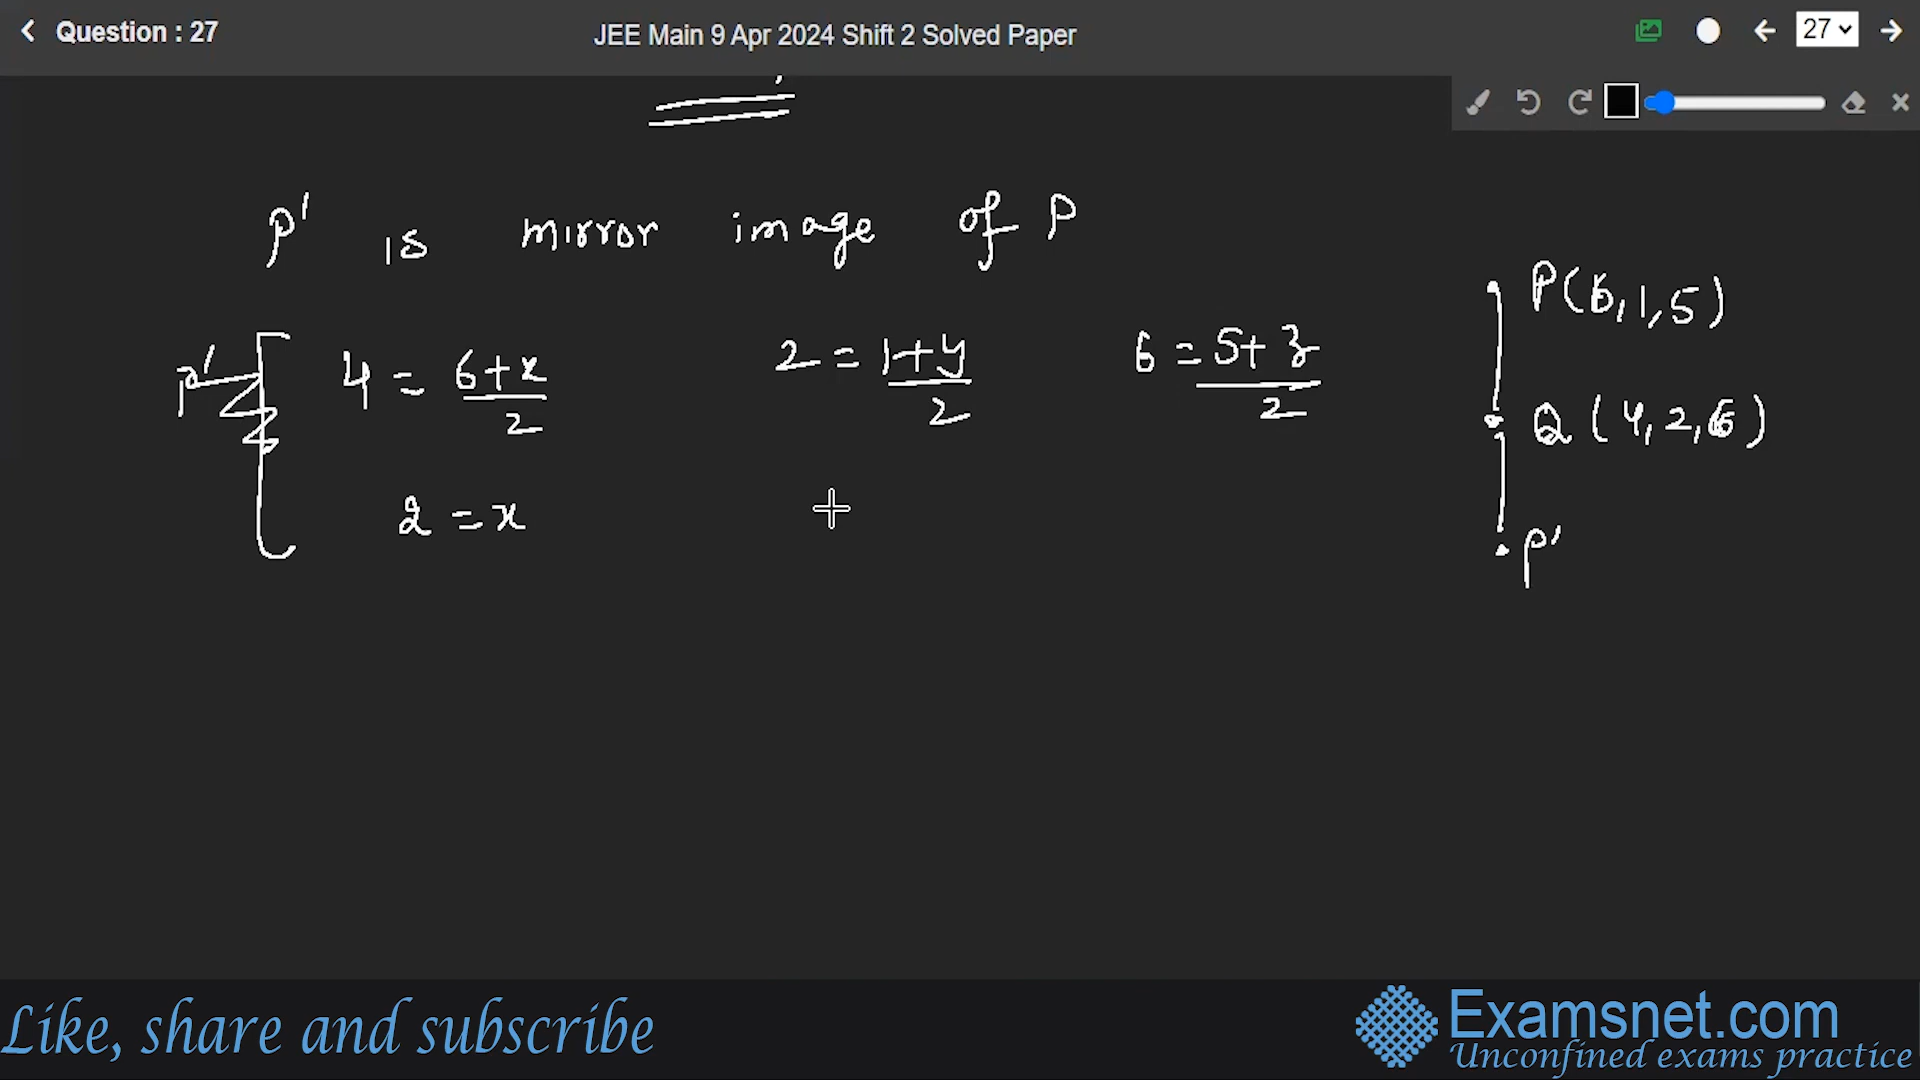 Question : 27
JEE Main 9 Apr 2024 Shift 2 Solved Paper
27
P' is mirror image of P
P(6,1,5)
P' 4 = 6+x/2 2 = 1+y/2 6 = 5+z/2
Q (4,2,6)
2 = x
P'
Like, share and subscribe
Examsnet.com
Unconfined exams practice